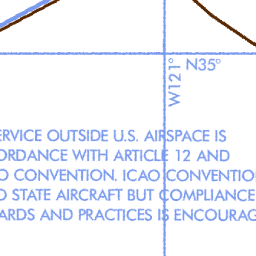 N35°
W121°
ERVICE OUTSIDE U.S. AIRSPACE IS
ORDANCE WITH ARTICLE 12 AND
O CONVENTION. ICAO CONVENTIO
O STATE AIRCRAFT BUT COMPLIANCE
ARDS AND PRACTICES IS ENCOURAG